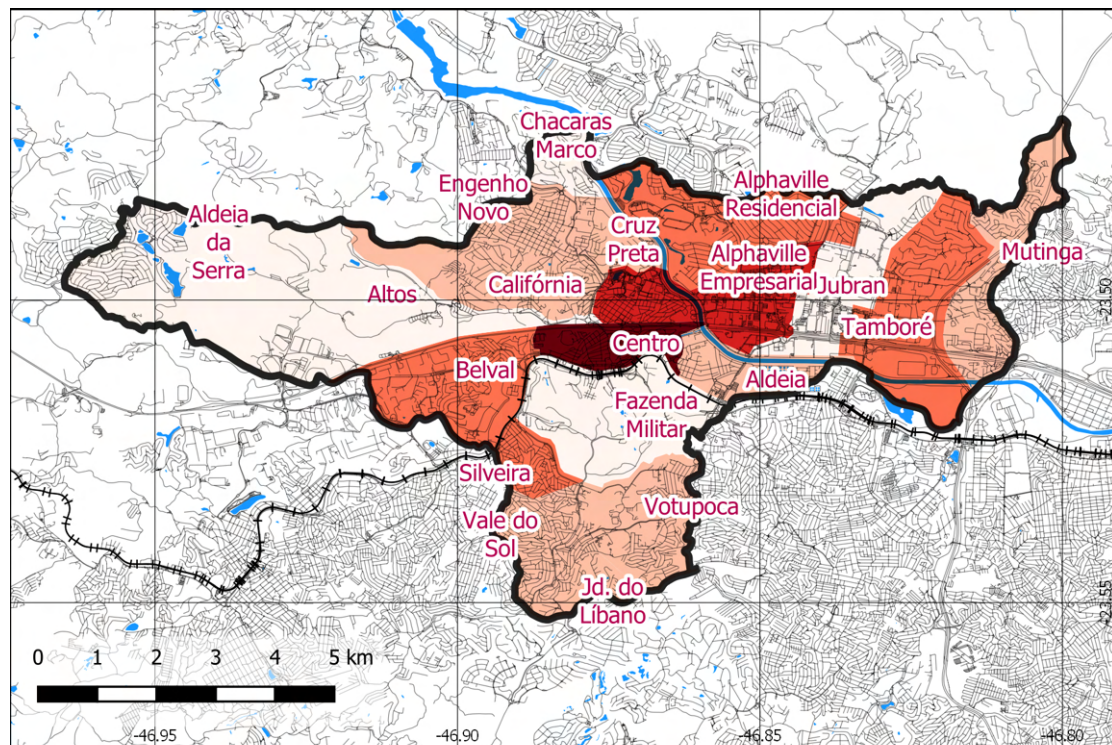 Chacaras
Marco
Engenho
Novo
Alphaville
Residencial
Aldeia
da
Serra
Cruz
Preta
Mutinga
Alphaville
Empresarial
Jubran
Califórnia
Altos
-23.50
Tamboré
Centro
Belval
Aldeia
Fazenda
Militar
Silveira
Votupoca
Vale do
Sol
Jd. do
Líbano
-23.55
0 1 2 3 4 5 km
-46.95 -46.90 -46.85 -46.80